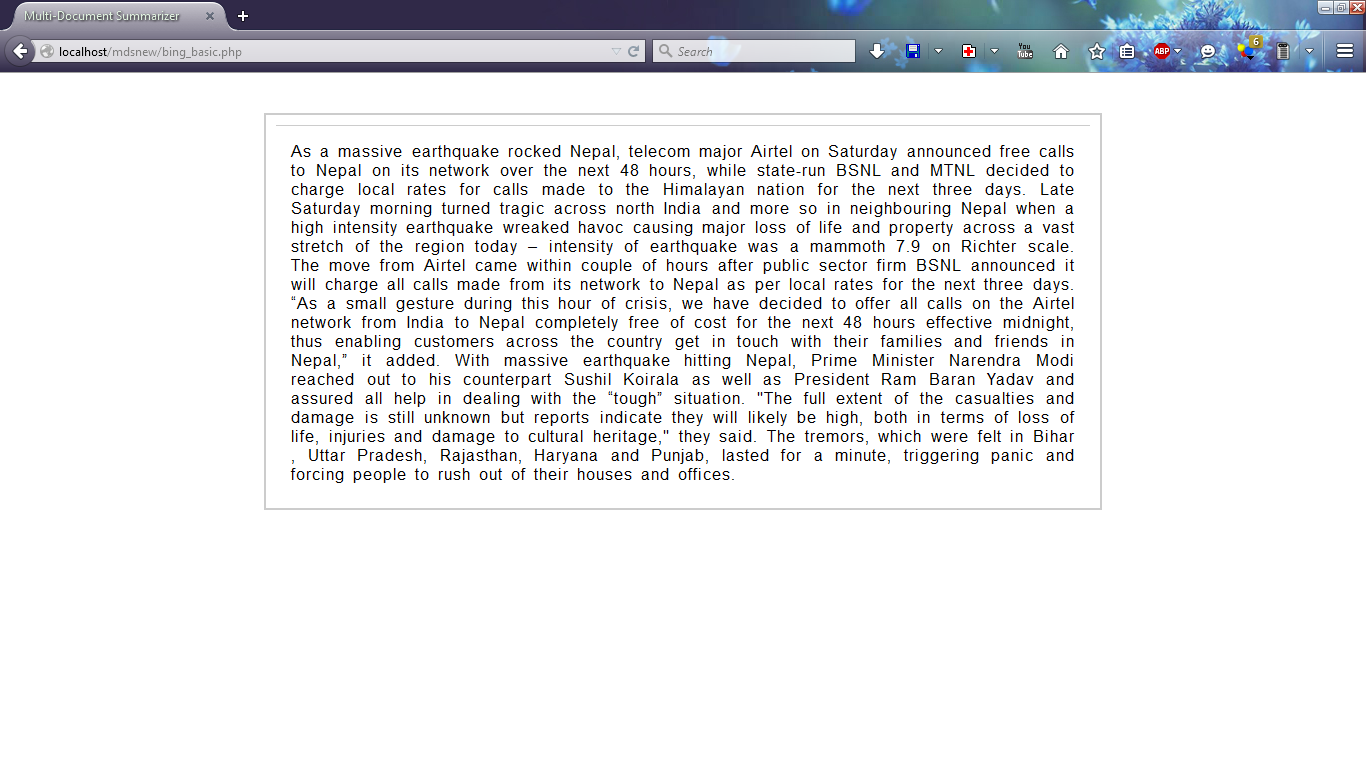 Multi-Document Summarizer
localhost/mdsnew/bing_basic.php
Search
You
Tube
ABP
6
As a massive earthquake rocked Nepal, telecom major Airtel on Saturday announced free calls
to Nepal on its network over the next 48 hours, while state-run BSNL and MTNL decided to
charge local rates for calls made to the Himalayan nation for the next three days. Late
Saturday morning turned tragic across north India and more so in neighbouring Nepal when a
high intensity earthquake wreaked havoc causing major loss of life and property across a vast
stretch of the region today – intensity of earthquake was a mammoth 7.9 on Richter scale.
The move from Airtel came within couple of hours after public sector firm BSNL announced it
will charge all calls made from its network to Nepal as per local rates for the next three days.
“As a small gesture during this hour of crisis, we have decided to offer all calls on the Airtel
network from India to Nepal completely free of cost for the next 48 hours effective midnight,
thus enabling customers across the country get in touch with their families and friends in
Nepal,” it added. With massive earthquake hitting Nepal, Prime Minister Narendra Modi
reached out to his counterpart Sushil Koirala as well as President Ram Baran Yadav and
assured all help in dealing with the “tough” situation. "The full extent of the casualties and
damage is still unknown but reports indicate they will likely be high, both in terms of loss of
life, injuries and damage to cultural heritage," they said. The tremors, which were felt in Bihar
, Uttar Pradesh, Rajasthan, Haryana and Punjab, lasted for a minute, triggering panic and
forcing people to rush out of their houses and offices.